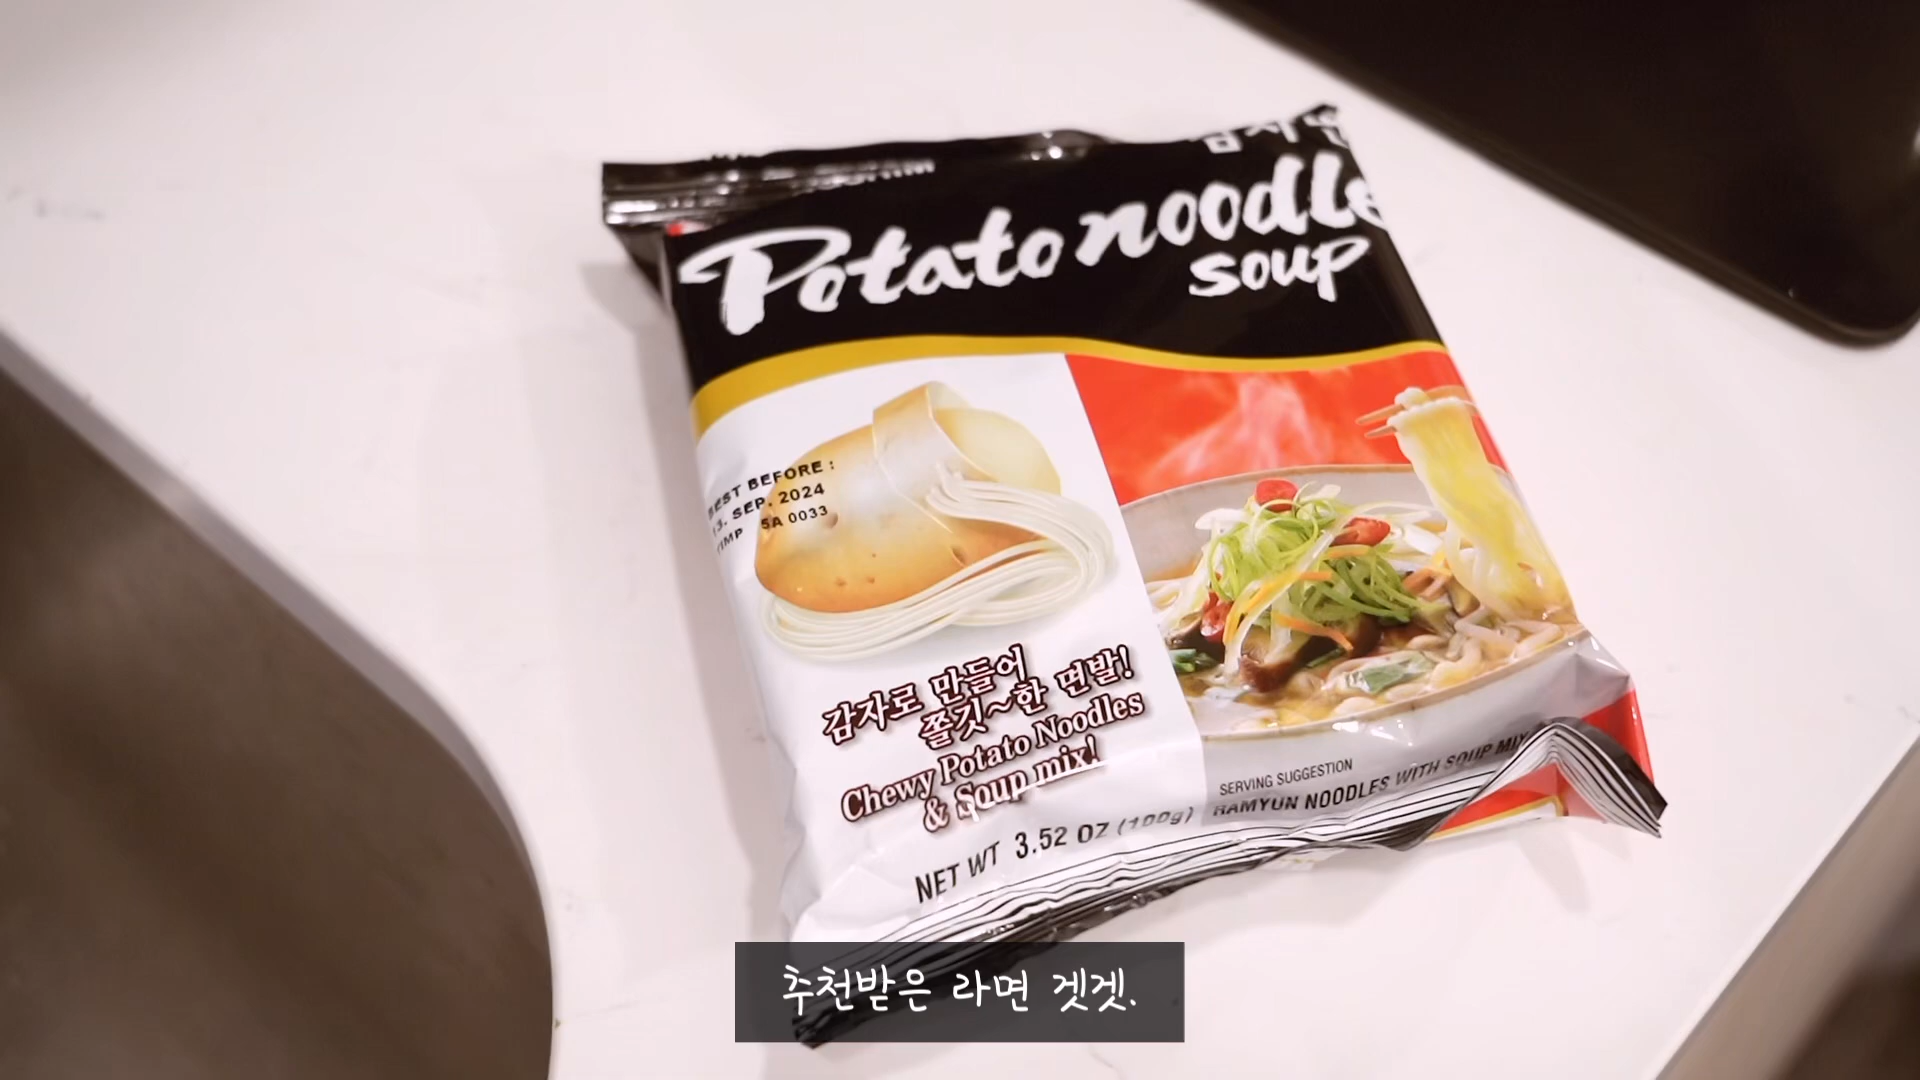 Potato noodle
soup
BEST BEFORE :
13. SEP. 2024
5A 0033
감자로 만들어
쫄깃~한 면발!
Chewy Potato Noodles
& Soup mix!
SERVING SUGGESTION
NET WT 3.52 OZ (100g) RAMYUN NOODLES WITH SOUP MIX
추천받은 라면 겟겟.